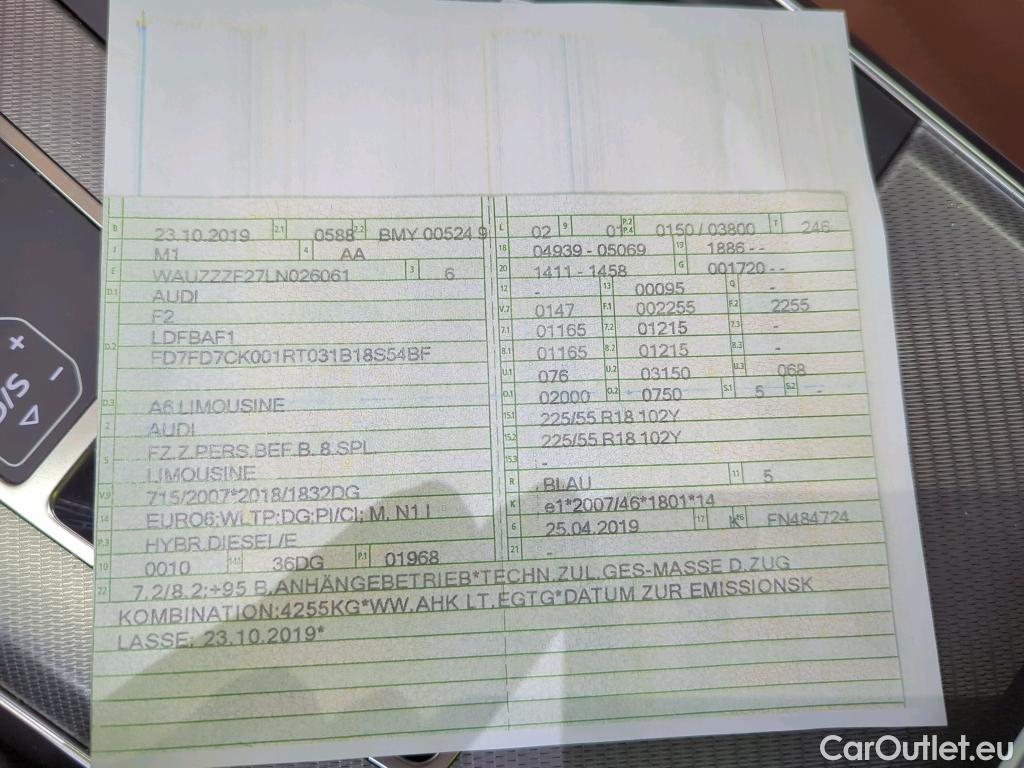 B 23.10.2019 2.1 0588 2.2 BMY 00524 9
J M1 4 AA
E WAUZZZF27LN026061 3 6
D.1 AUDI
F2
D.2 LDFBAF1
FD7FD7CK001RT031B18S54BF
D.3 A6 LIMOUSINE
2 AUDI
5 FZ.Z.PERS.BEF.B. 8 SPL.
LIMOUSINE
V.9 715/2007*2018/1832DG
14 EURO6;WLTP;DG;PI/CI; M, N1 I
P.3 HYBR.DIESEL/E
10 0010 14.1 36DG P.1 01968
L 02 9 01 P.2 P.4 0150 / 03800 T 246
18 04939 - 05069 19 1886 - -
20 1411 - 1458 G 001720 - -
12 - 13 00095 Q -
V.7 0147 F.1 002255 F.2 2255
7.1 01165 7.2 01215 7.3 -
8.1 01165 8.2 01215 8.3 -
U.1 076 U.2 03150 U.3 068
O.1 02000 O.2 0750 S.1 5 S.2 -
15.1 225/55 R18 102Y
15.2 225/55 R18 102Y
15.3 -
R BLAU 11 5
K e1*2007/46*1801*14
6 25.04.2019 17 K 16 FN484724
21 -
22 7.2/8.2:+95 B.ANHÄNGEBETRIEB*TECHN.ZUL.GES-MASSE D.ZUG
KOMBINATION:4255KG*WW.AHK LT.EGTG*DATUM ZUR EMISSIONSK
LASSE: 23.10.2019*
+
-
S/C
CarOutlet.eu